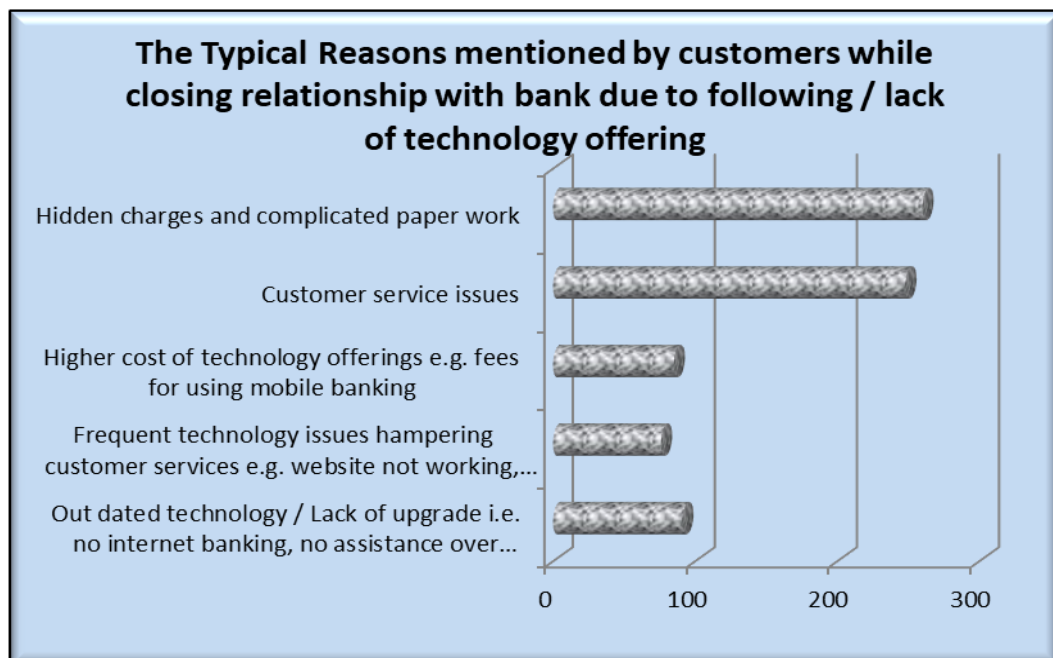 The Typical Reasons mentioned by customers while
closing relationship with bank due to following / lack
of technology offering
Hidden charges and complicated paper work
Customer service issues
Higher cost of technology offerings e.g. fees
for using mobile banking
Frequent technology issues hampering
customer services e.g. website not working,...
Out dated technology / Lack of upgrade i.e.
no internet banking, no assistance over...
0 100 200 300